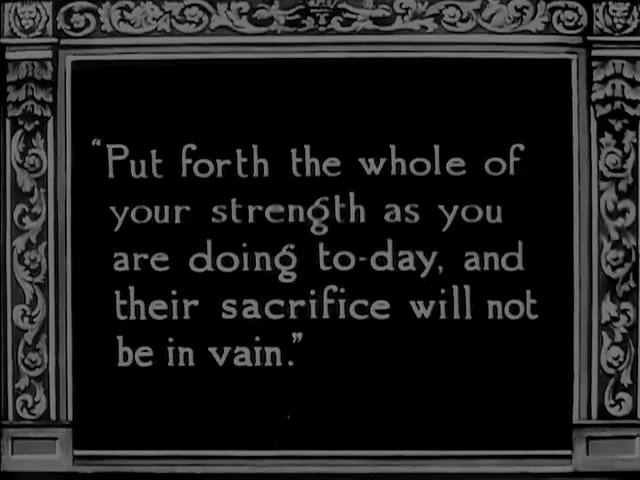 "Put forth the whole of
your strength as you
are doing to-day, and
their sacrifice will not
be in vain."